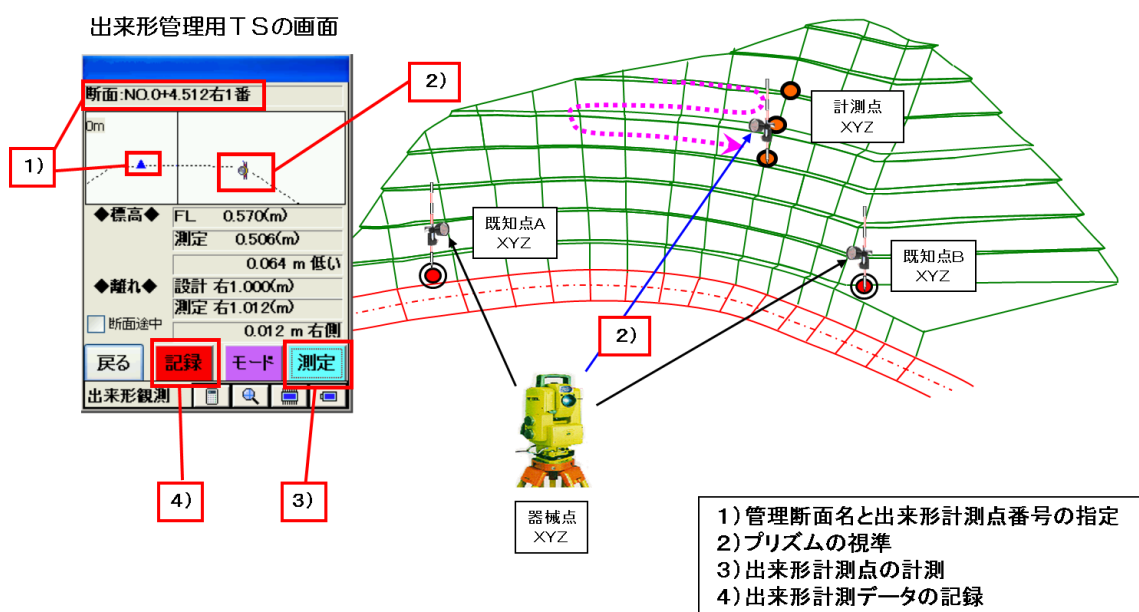 出来形管理用TSの画面
断面:NO.0+4.512右1番
0m
◆標高◆ FL 0.570(m)
測定 0.506(m)
0.064 m 低い
◆離れ◆ 設計 右1.000(m)
測定 右1.012(m)
断面途中
0.012 m 右側
戻る 記録 モード 測定
出来形観測
1)
2)
4)
3)
計測点
XYZ
既知点A
XYZ
既知点B
XYZ
2)
器械点
XYZ
1)管理断面名と出来形計測点番号の指定
2)プリズムの視準
3)出来形計測点の計測
4)出来形計測データの記録